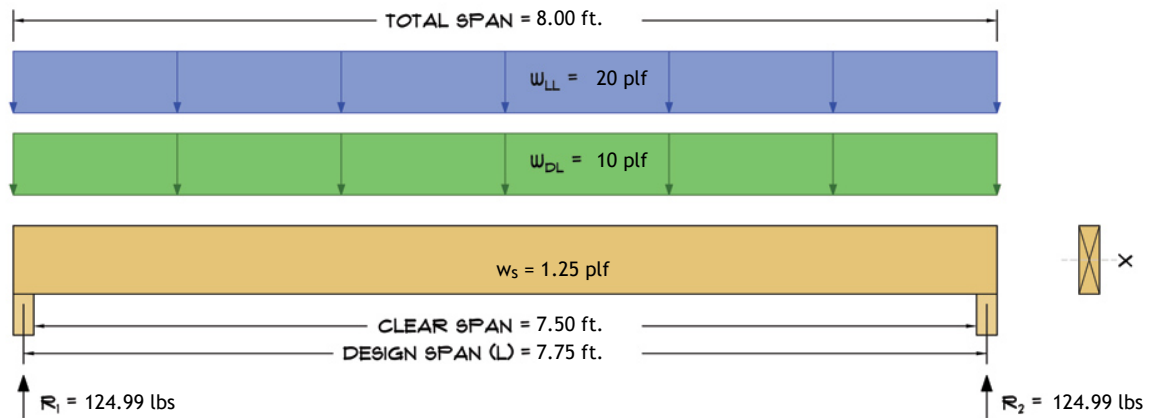 TOTAL SPAN = 8.00 ft.
WLL = 20 plf
WDL = 10 plf
ws = 1.25 plf
X
CLEAR SPAN = 7.50 ft.
DESIGN SPAN (L) = 7.75 ft.
R1 = 124.99 lbs
R2 = 124.99 lbs